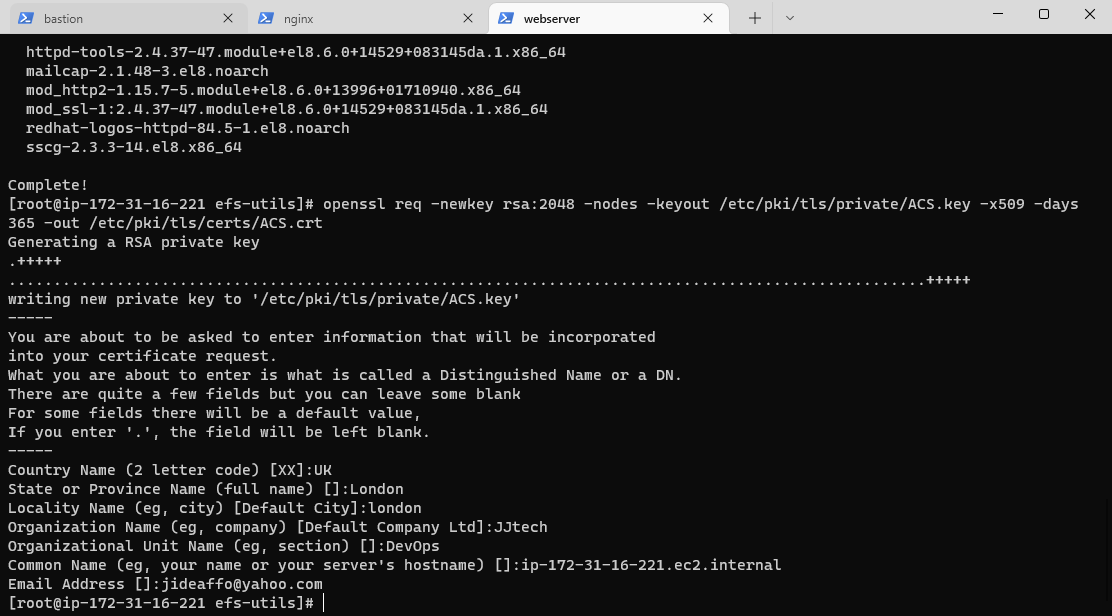 bastion
nginx
webserver
httpd-tools-2.4.37-47.module+el8.6.0+14529+083145da.1.x86_64
mailcap-2.1.48-3.el8.noarch
mod_http2-1.15.7-5.module+el8.6.0+13996+01710940.x86_64
mod_ssl-1:2.4.37-47.module+el8.6.0+14529+083145da.1.x86_64
redhat-logos-httpd-84.5-1.el8.noarch
sscg-2.3.3-14.el8.x86_64
Complete!
[root@ip-172-31-16-221 efs-utils]# openssl req -newkey rsa:2048 -nodes -keyout /etc/pki/tls/private/ACS.key -x509 -days
365 -out /etc/pki/tls/certs/ACS.crt
Generating a RSA private key
.+++++
......................................................................................................+++++
writing new private key to '/etc/pki/tls/private/ACS.key'
-----
You are about to be asked to enter information that will be incorporated
into your certificate request.
What you are about to enter is what is called a Distinguished Name or a DN.
There are quite a few fields but you can leave some blank
For some fields there will be a default value,
If you enter '.', the field will be left blank.
-----
Country Name (2 letter code) [XX]:UK
State or Province Name (full name) []:London
Locality Name (eg, city) [Default City]:london
Organization Name (eg, company) [Default Company Ltd]:JJtech
Organizational Unit Name (eg, section) []:DevOps
Common Name (eg, your name or your server's hostname) []:ip-172-31-16-221.ec2.internal
Email Address []:jideaffo@yahoo.com
[root@ip-172-31-16-221 efs-utils]#